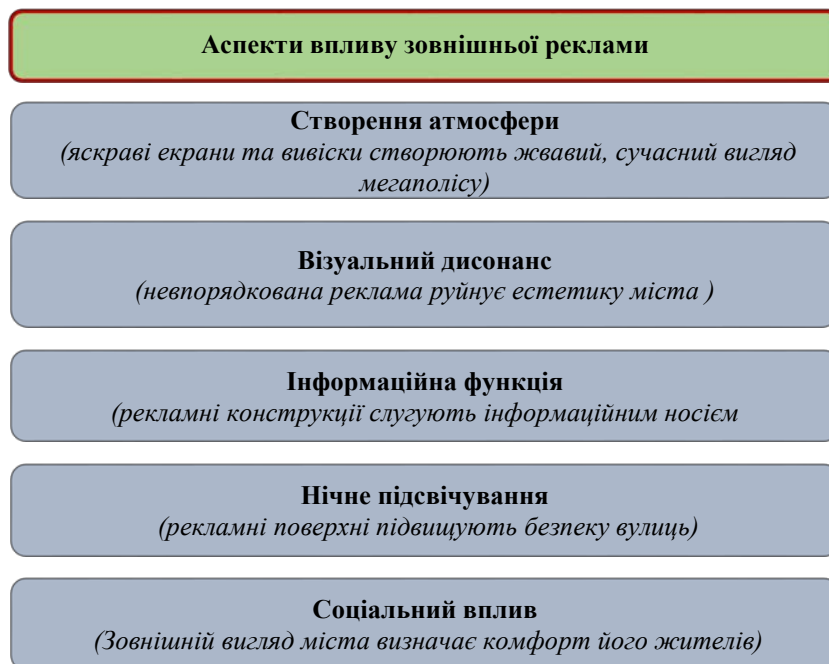 Аспекти впливу зовнішньої реклами
Створення атмосфери
(яскраві екрани та вивіски створюють жвавий, сучасний вигляд
мегаполісу)
Візуальний дисонанс
(невпорядкована реклама руйнує естетику міста )
Інформаційна функція
(рекламні конструкції слугують інформаційним носієм
Нічне підсвічування
(рекламні поверхні підвищують безпеку вулиць)
Соціальний вплив
(Зовнішній вигляд міста визначає комфорт його жителів)